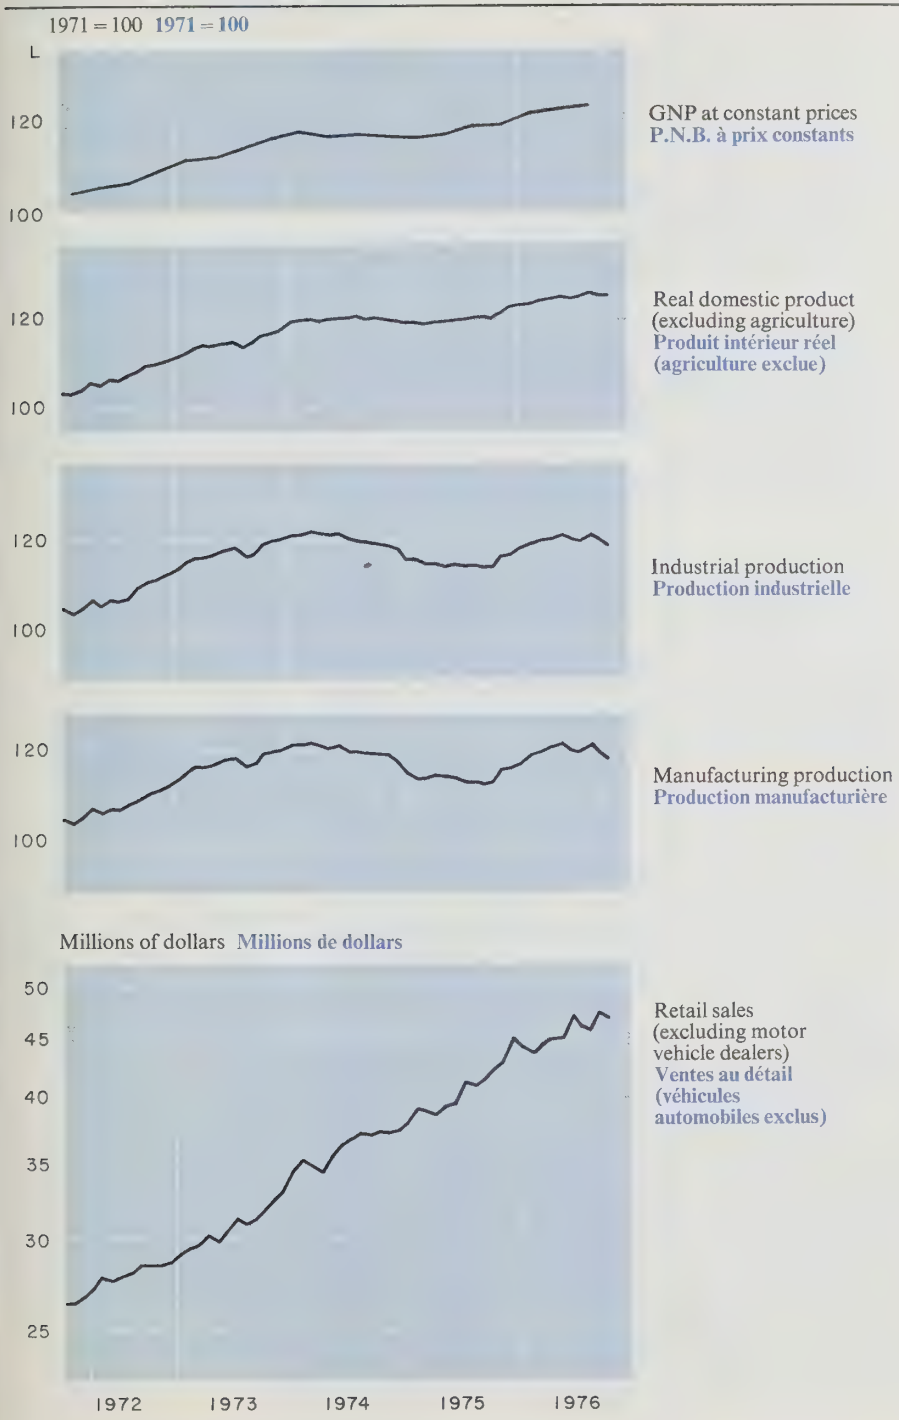 1971 = 100 1971 = 100
L
120
100
GNP at constant prices
P.N.B. à prix constants
120
100
Real domestic product
(excluding agriculture)
Produit intérieur réel
(agriculture exclue)
120
100
Industrial production
Production industrielle
120
100
Manufacturing production
Production manufacturière
Millions of dollars Millions de dollars
50
45
40
35
30
25
Retail sales
(excluding motor
vehicle dealers)
Ventes au détail
(véhicules
automobiles exclus)
1972 1973 1974 1975 1976